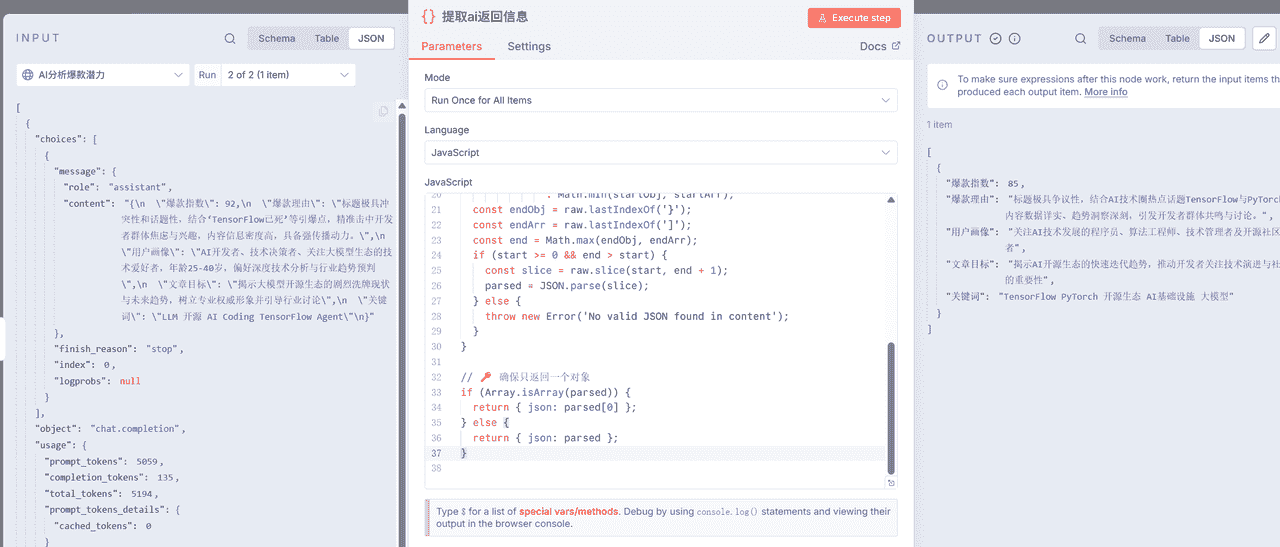 INPUT
Schema
Table
JSON
AI分析爆款潜力
Run
2 of 2 (1 item)
[
{
"choices": [
{
"message": {
"role": "assistant",
"content": "{\n  \"爆款指数\": 92,\n  \"爆款理由\": \"标题极具冲
突性和话题性，结合‘TensorFlow已死’等引爆点，精准击中开发
者群体焦虑与兴趣，内容信息密度高，具备强传播动力。\",\n
\"用户画像\": \"AI开发者、技术决策者、关注大模型生态的技
术爱好者，年龄25-40岁，偏好深度技术分析与行业趋势预判
\",\n  \"文章目标\": \"揭示大模型开源生态的剧烈洗牌现状
与未来趋势，树立专业权威形象并引导行业讨论\",\n  \"关键
词\": \"LLM 开源 AI Coding TensorFlow Agent\"\n}"
},
"finish_reason": "stop",
"index": 0,
"logprobs": null
}
],
"object": "chat.completion",
"usage": {
"prompt_tokens": 5059,
"completion_tokens": 135,
"total_tokens": 5194,
"prompt_tokens_details": {
"cached_tokens": 0
}
{} 提取ai返回信息
Execute step
Parameters
Settings
Docs
Mode
Run Once for All Items
Language
JavaScript
JavaScript
20 : Math.min(startObj, startArr);
21 const endObj = raw.lastIndexOf('}');
22 const endArr = raw.lastIndexOf(']');
23 const end = Math.max(endObj, endArr);
24 if (start >= 0 && end > start) {
25 const slice = raw.slice(start, end + 1);
26 parsed = JSON.parse(slice);
27 } else {
28 throw new Error('No valid JSON found in content');
29 }
30 }
31
32 // 🔑 确保只返回一个对象
33 if (Array.isArray(parsed)) {
34 return { json: parsed[0] };
35 } else {
36 return { json: parsed };
37 }
38
Type $ for a list of special vars/methods. Debug by using console.log() statements and viewing their
output in the browser console.
OUTPUT
Schema
Table
JSON
To make sure expressions after this node work, return the input items th
produced each output item. More info
1 item
[
{
"爆款指数": 85,
"爆款理由": "标题极具争议性，结合AI技术圈热点话题TensorFlow与PyTorch
内容数据详实、趋势洞察深刻，引发开发者群体共鸣与讨论。",
"用户画像": "关注AI技术发展的程序员、算法工程师、技术管理者及开源社区
者",
"文章目标": "揭示AI开源生态的快速迭代趋势，推动开发者关注技术演进与社
的重要性",
"关键词": "TensorFlow PyTorch 开源生态 AI基础设施 大模型"
}
]